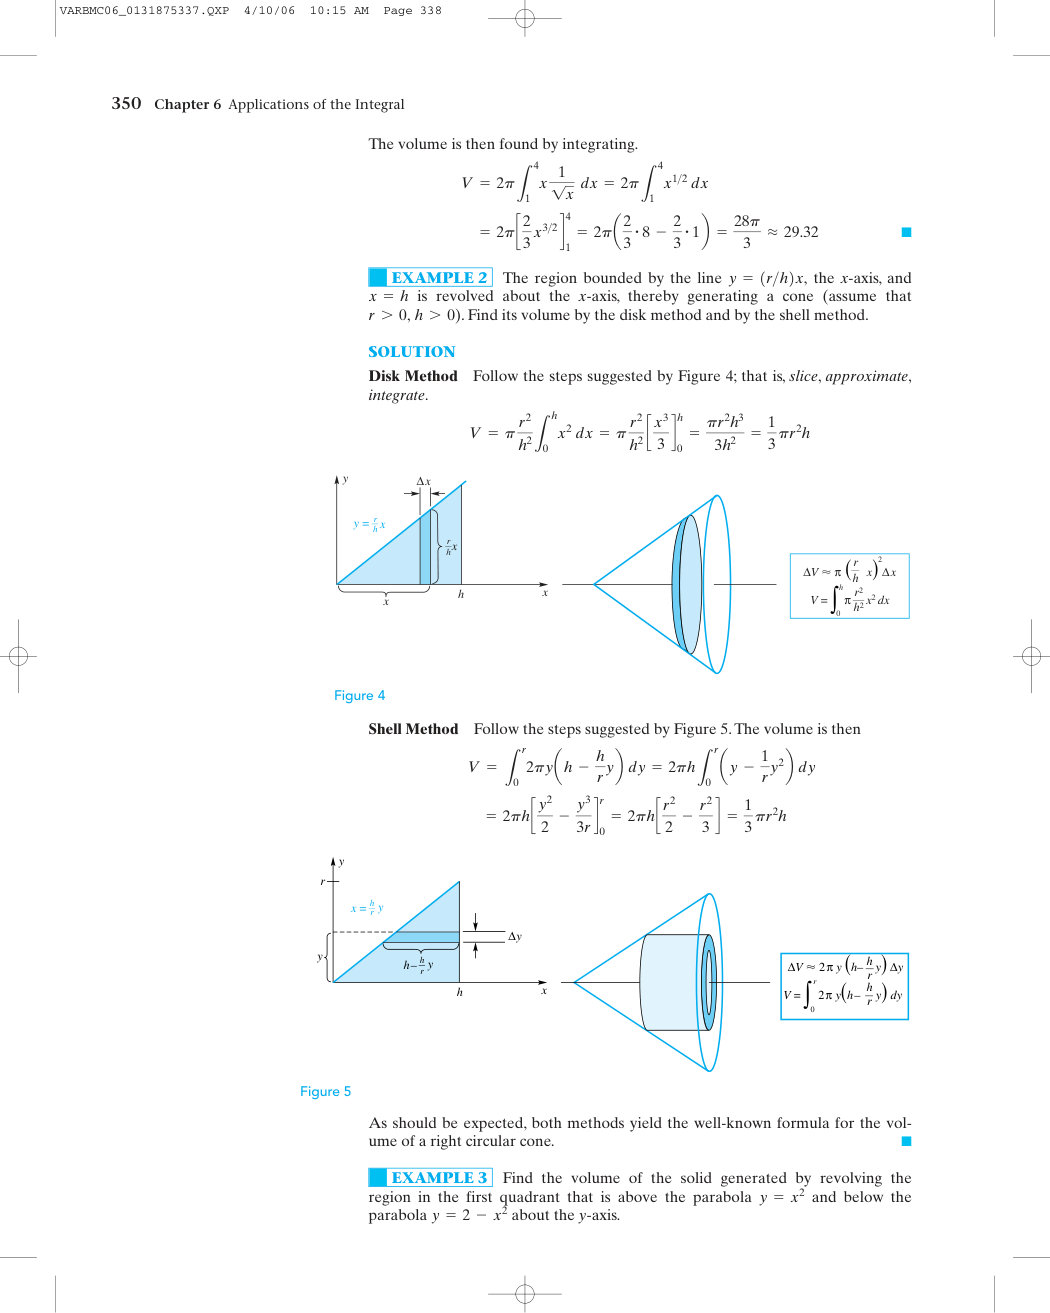 VARBMC06_0131875337.QXP 4/10/06 10:15 AM Page 338
350 Chapter 6 Applications of the Integral
The volume is then found by integrating.
V = 2π ∫₁⁴ x 1/√x dx = 2π ∫₁⁴ x^{1/2} dx
= 2π[2/3 x^{3/2}]₁⁴ = 2π(2/3 · 8 − 2/3 · 1) = 28π/3 ≈ 29.32
EXAMPLE 2 The region bounded by the line y = (r/h)x, the x-axis, and
x = h is revolved about the x-axis, thereby generating a cone (assume that
r > 0, h > 0). Find its volume by the disk method and by the shell method.
SOLUTION
Disk Method Follow the steps suggested by Figure 4; that is, slice, approximate,
integrate.
V = π r²/h² ∫₀ʰ x² dx = π r²/h² [x³/3]₀ʰ = πr²h³/3h² = 1/3 πr²h
y
Δx
y = r/h x
r/h x
x
h
x
ΔV ≈ π (r/h x)² Δx
V = ∫₀ʰ π r²/h² x² dx
Figure 4
Shell Method Follow the steps suggested by Figure 5. The volume is then
V = ∫₀ʳ 2πy(h − h/r y) dy = 2πh ∫₀ʳ (y − 1/r y²) dy
= 2πh[y²/2 − y³/3r]₀ʳ = 2πh[r²/2 − r²/3] = 1/3 πr²h
y
r
x = h/r y
Δy
y
h– h/r y
h
x
ΔV ≈ 2π y (h– h/r y) Δy
V = ∫₀ʳ 2π y(h– h/r y) dy
Figure 5
As should be expected, both methods yield the well-known formula for the vol-
ume of a right circular cone.
EXAMPLE 3 Find the volume of the solid generated by revolving the
region in the first quadrant that is above the parabola y = x² and below the
parabola y = 2 − x² about the y-axis.